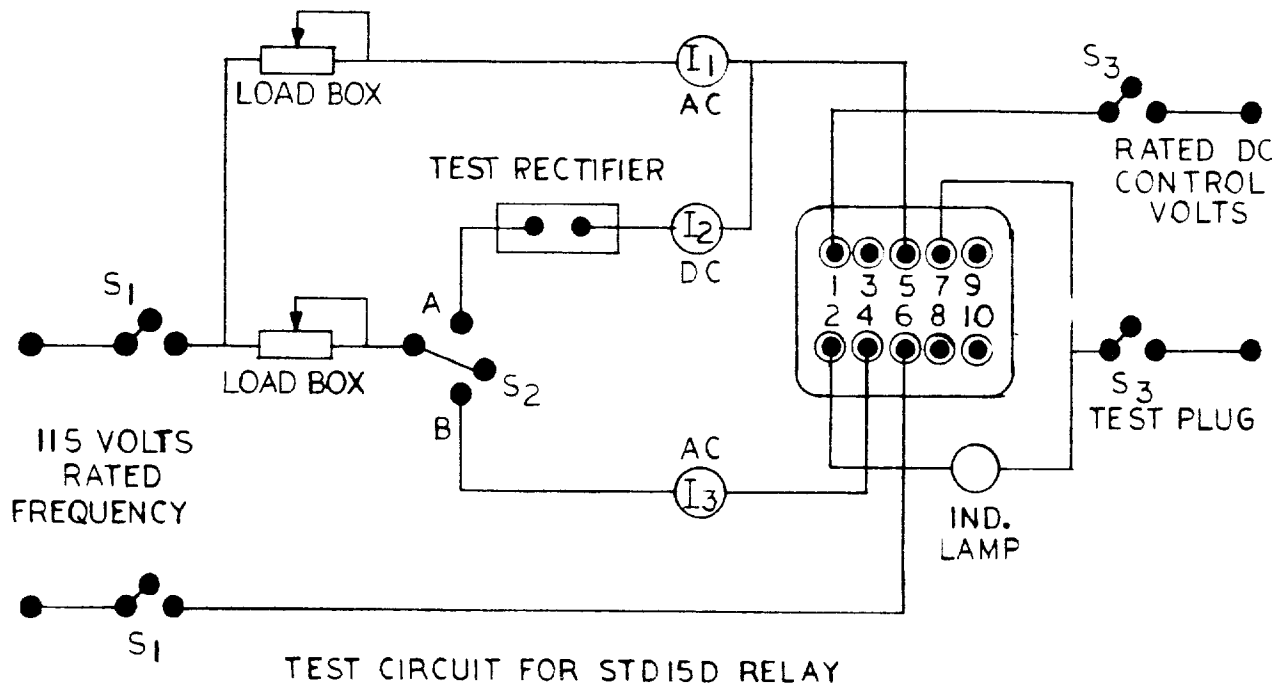 LOAD BOX
I1
AC
S3
RATED DC
CONTROL
VOLTS
TEST RECTIFIER
I2
DC
S1
A
LOAD BOX
S2
B
1 3 5 7 9
2 4 6 8 10
S3
TEST PLUG
115 VOLTS
RATED
FREQUENCY
AC
I3
IND.
LAMP
S1
TEST CIRCUIT FOR STD15D RELAY